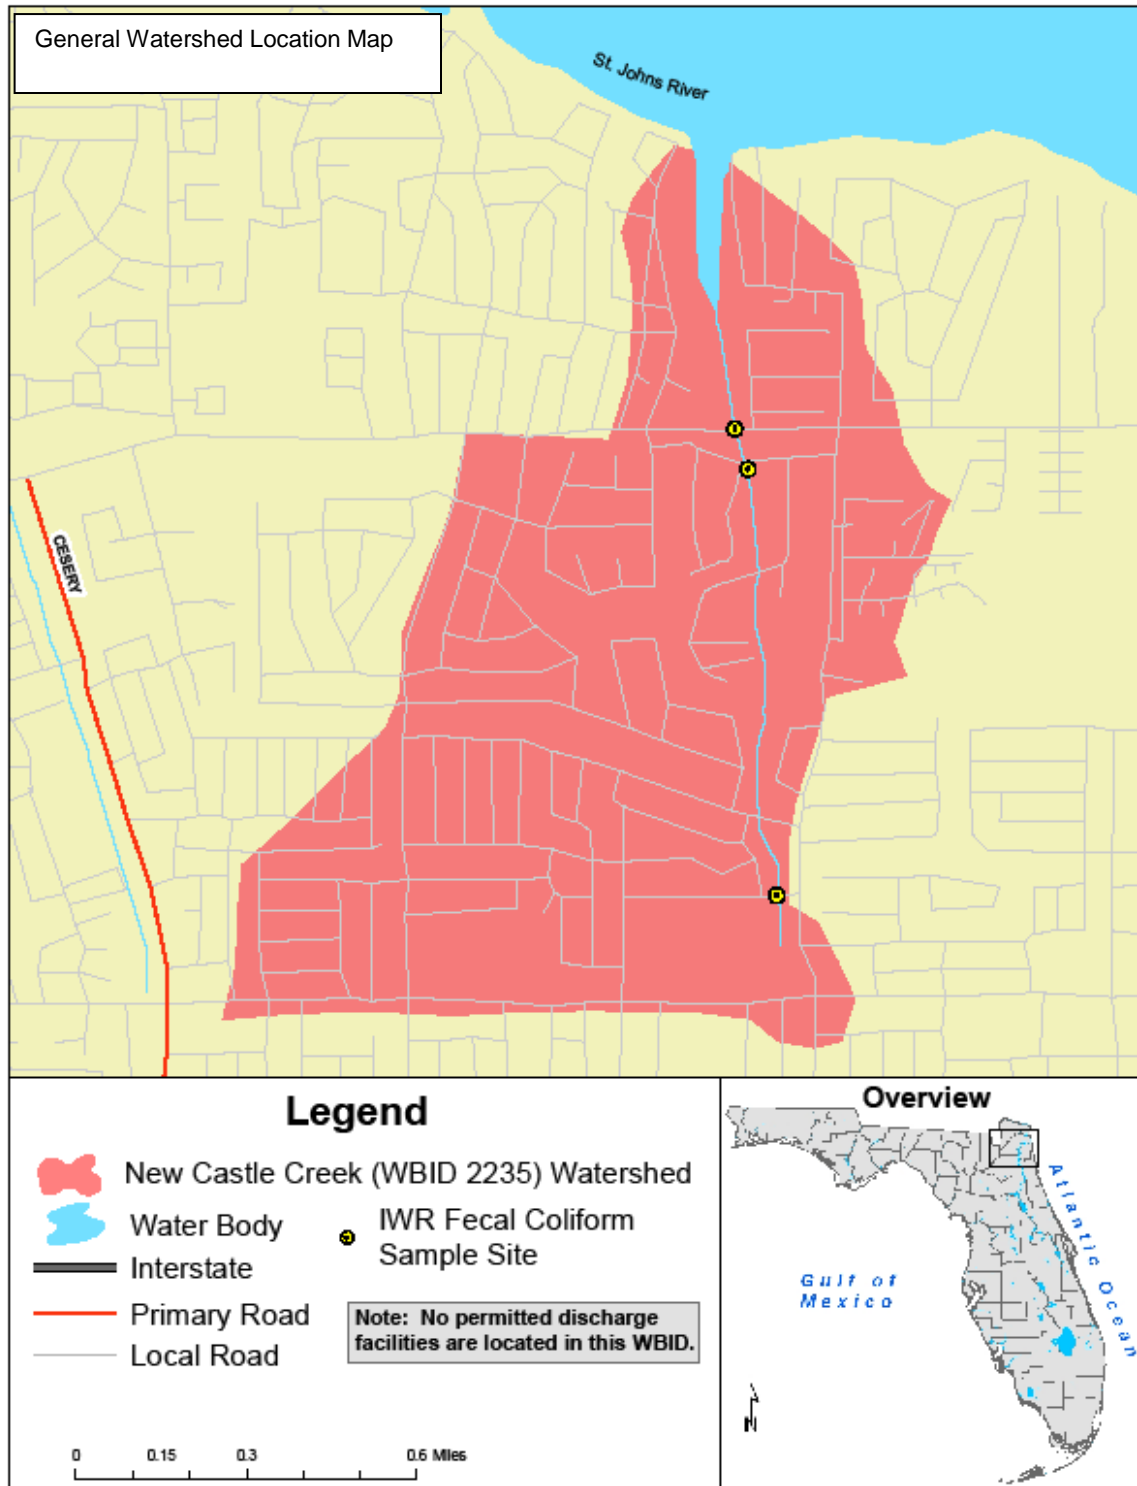 General Watershed Location Map
St. Johns River
CESERY
Legend
New Castle Creek (WBID 2235) Watershed
Water Body
IWR Fecal Coliform
Sample Site
Interstate
Primary Road
Local Road
Note: No permitted discharge
facilities are located in this WBID.
0 0.15 0.3 0.6 Miles
Overview
Atlantic Ocean
Gulf of
Mexico
N